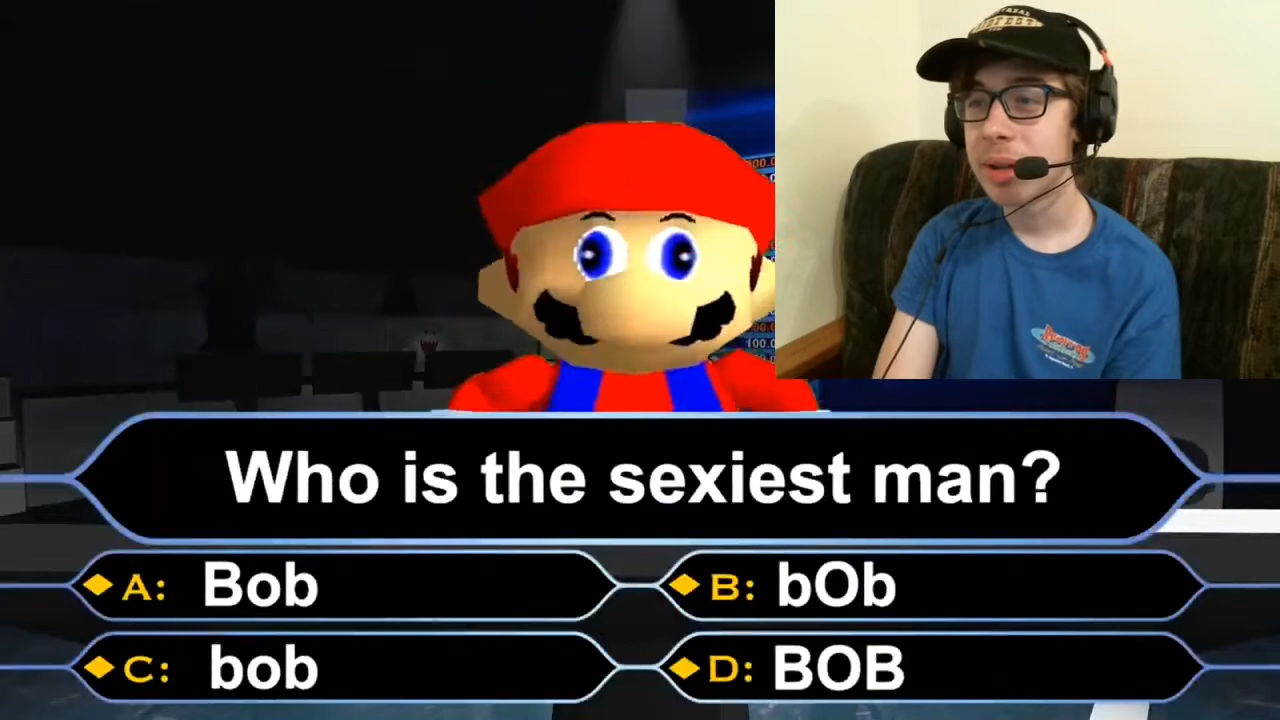 Who is the sexiest man?
A: Bob
B: bOb
C: bob
D: BOB